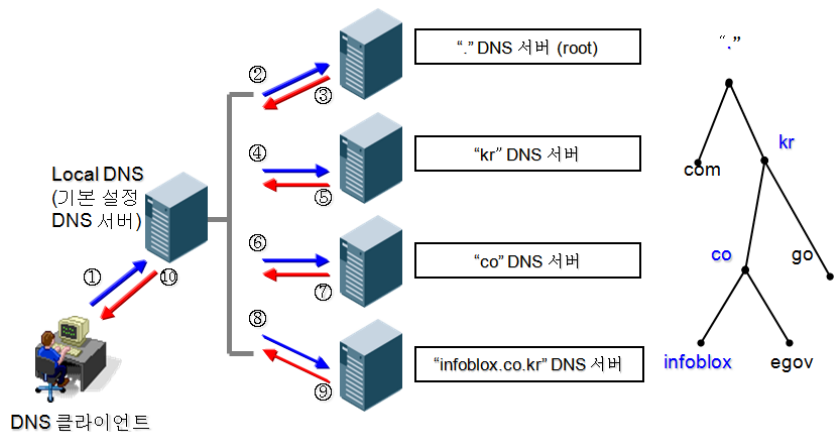 "." DNS 서버 (root)
"."
②
③
④
"kr" DNS 서버
kr
com
⑤
Local DNS
(기본 설정
DNS 서버)
⑥
"co" DNS 서버
co
go
⑦
①
⑩
⑧
"infoblox.co.kr" DNS 서버
infoblox
egov
⑨
DNS 클라이언트